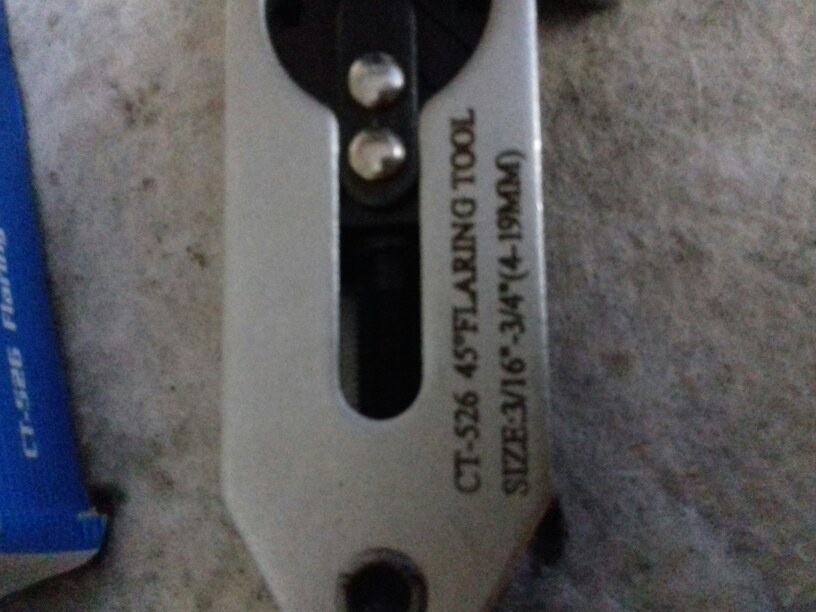 CT-526 45°FLARING TOOL
SIZE:3/16"-3/4"(4-19MM)
CT-526 Flaring